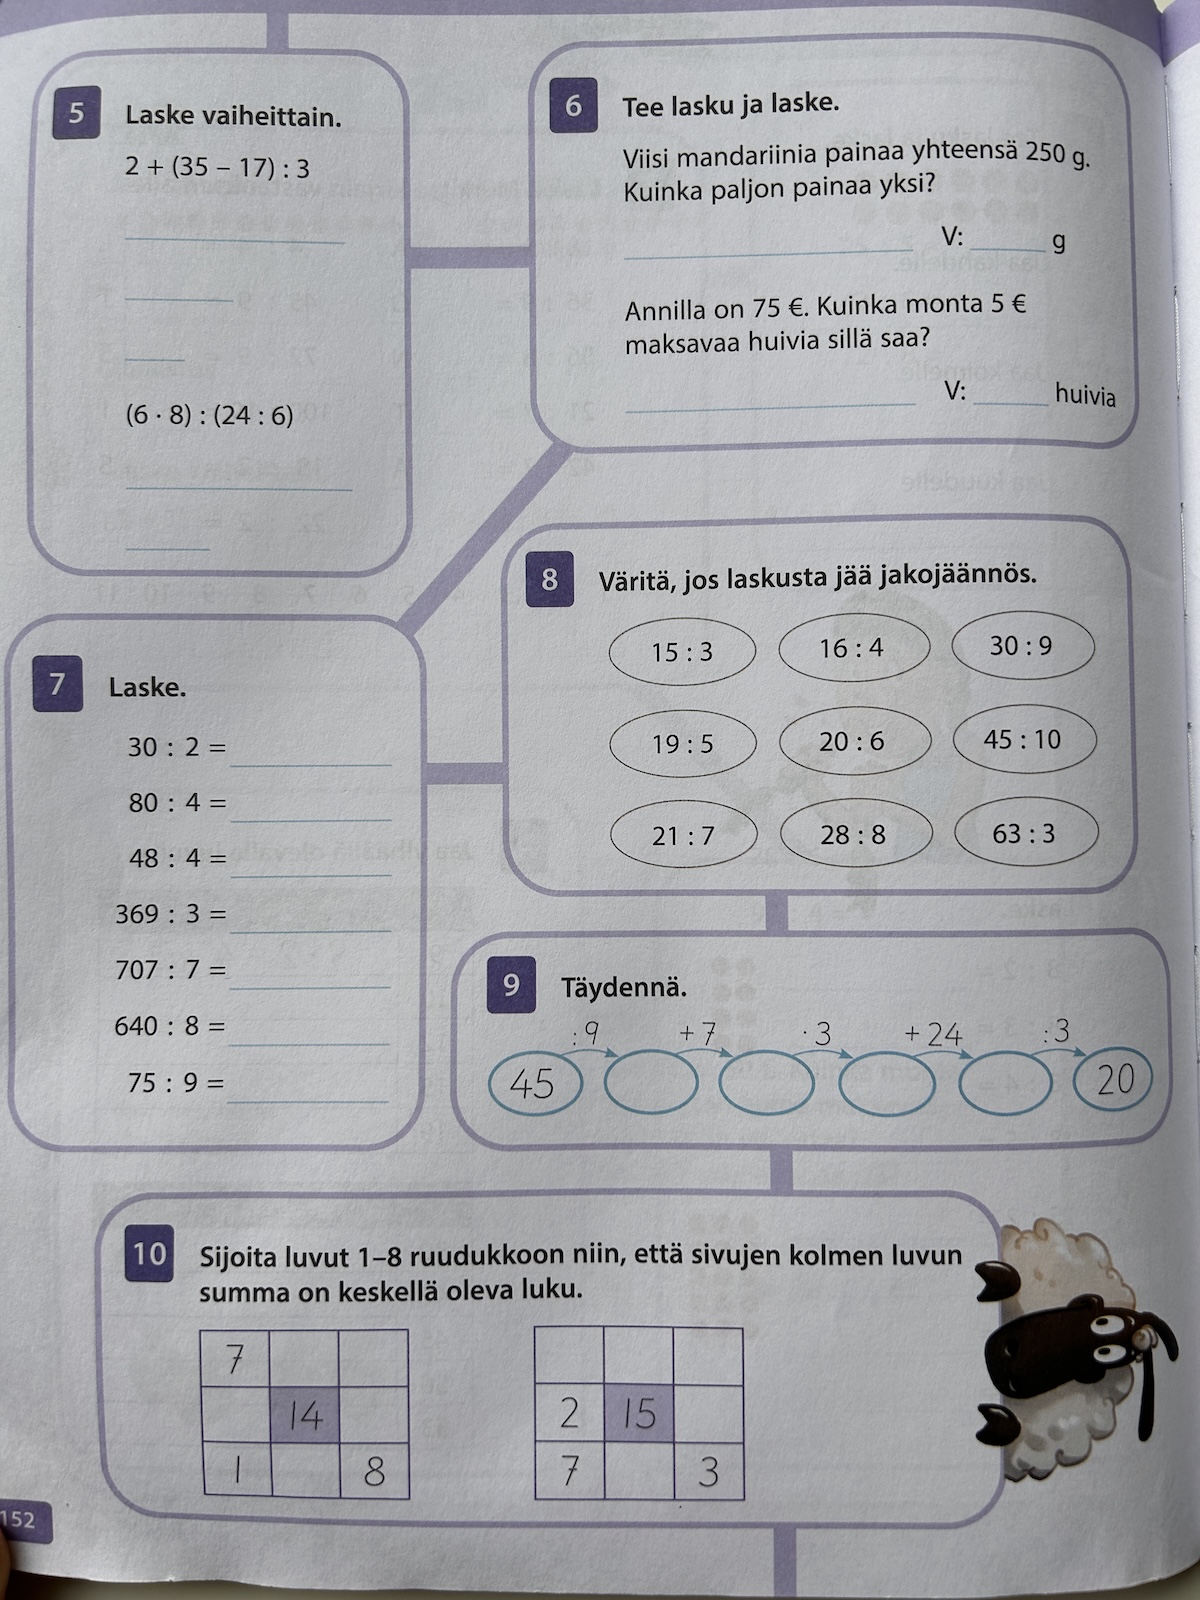 5
Laske vaiheittain.
2 + (35 – 17) : 3
(6 · 8) : (24 : 6)
6
Tee lasku ja laske.
Viisi mandariinia painaa yhteensä 250 g.
Kuinka paljon painaa yksi?
V: ______ g
Annilla on 75 €. Kuinka monta 5 €
maksavaa huivia sillä saa?
V: ______ huivia
7
Laske.
30 : 2 =
80 : 4 =
48 : 4 =
369 : 3 =
707 : 7 =
640 : 8 =
75 : 9 =
8
Väritä, jos laskusta jää jakojäännös.
15 : 3 16 : 4 30 : 9
19 : 5 20 : 6 45 : 10
21 : 7 28 : 8 63 : 3
9
Täydennä.
: 9 + 7 · 3 + 24 : 3
45 20
10
Sijoita luvut 1–8 ruudukkoon niin, että sivujen kolmen luvun
summa on keskellä oleva luku.
7
14
1 8
2 15
7 3
152